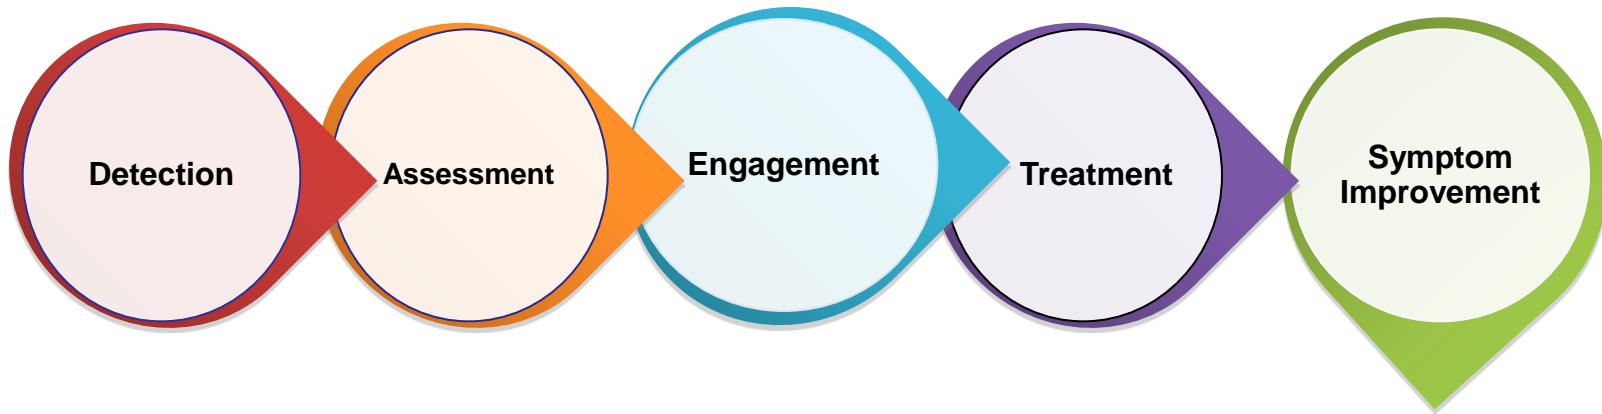 Detection
Assessment
Engagement
Treatment
Symptom
Improvement